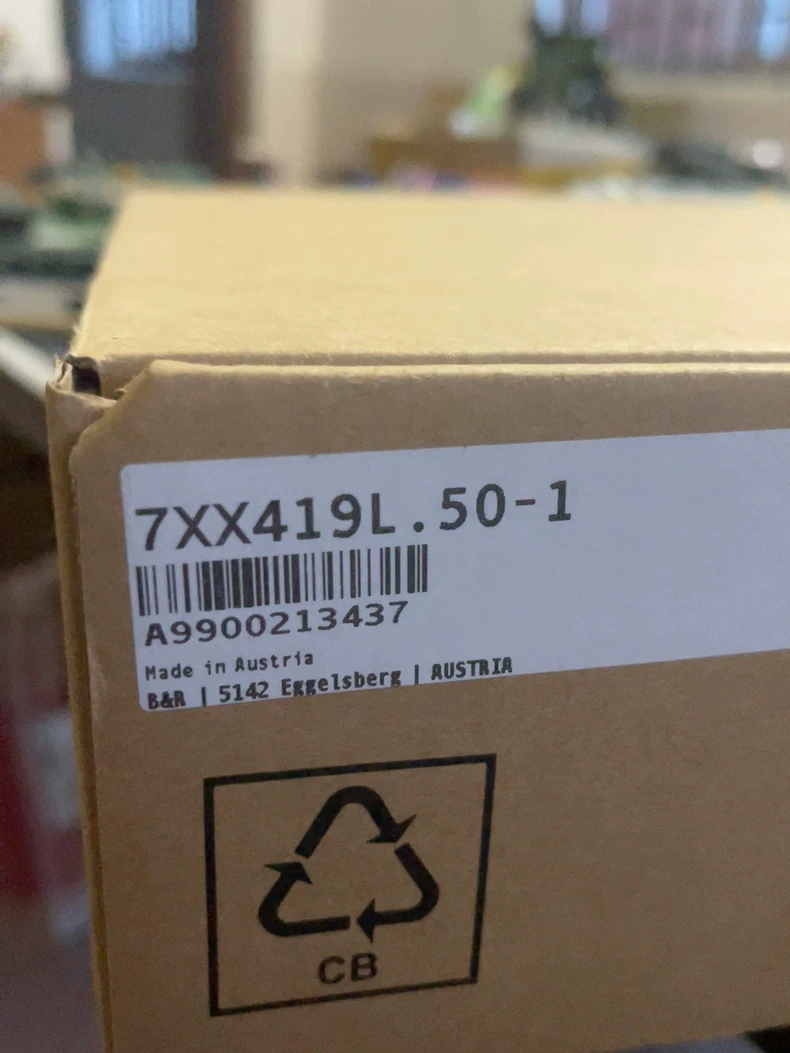 7XX419L.50-1
A9900213437
Made in Austria
B&R | 5142 Eggelsberg | AUSTRIA
CB